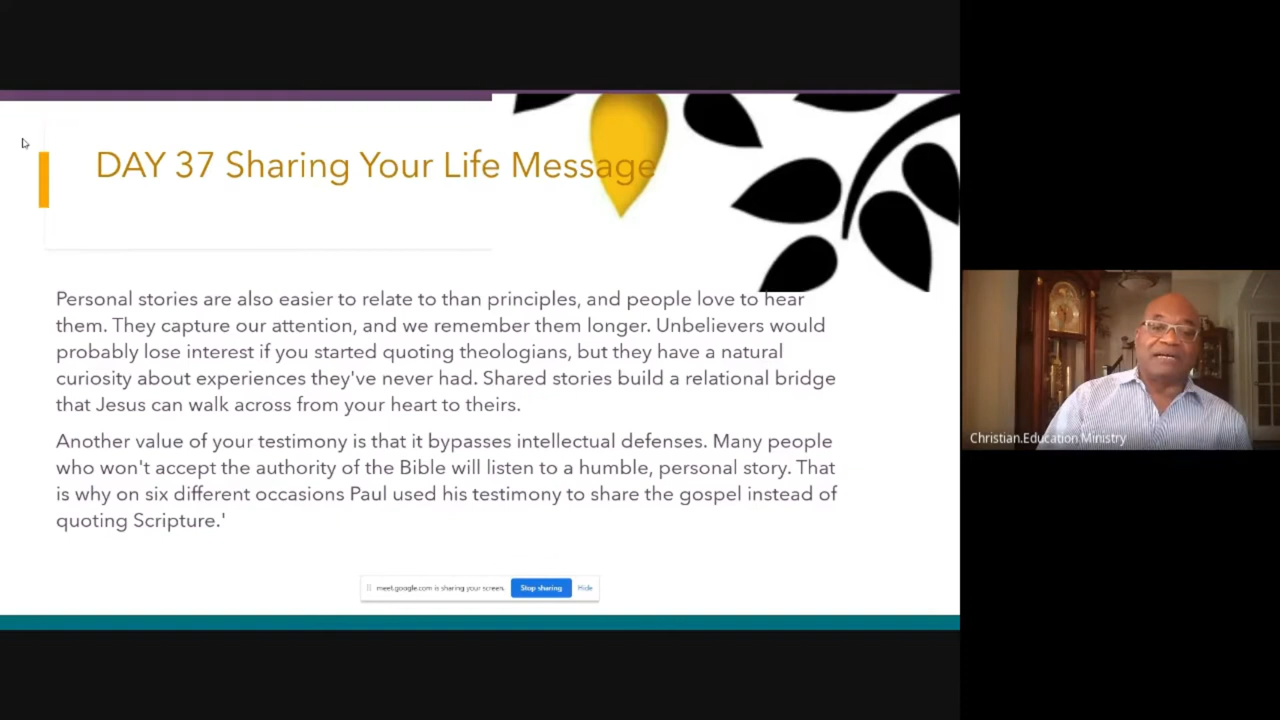 DAY 37 Sharing Your Life Message
Personal stories are also easier to relate to than principles, and people love to hear
them. They capture our attention, and we remember them longer. Unbelievers would
probably lose interest if you started quoting theologians, but they have a natural
curiosity about experiences they've never had. Shared stories build a relational bridge
that Jesus can walk across from your heart to theirs.
Another value of your testimony is that it bypasses intellectual defenses. Many people
who won't accept the authority of the Bible will listen to a humble, personal story. That
is why on six different occasions Paul used his testimony to share the gospel instead of
quoting Scripture.'
meet.google.com is sharing your screen. Stop sharing Hide
Christian.Education Ministry